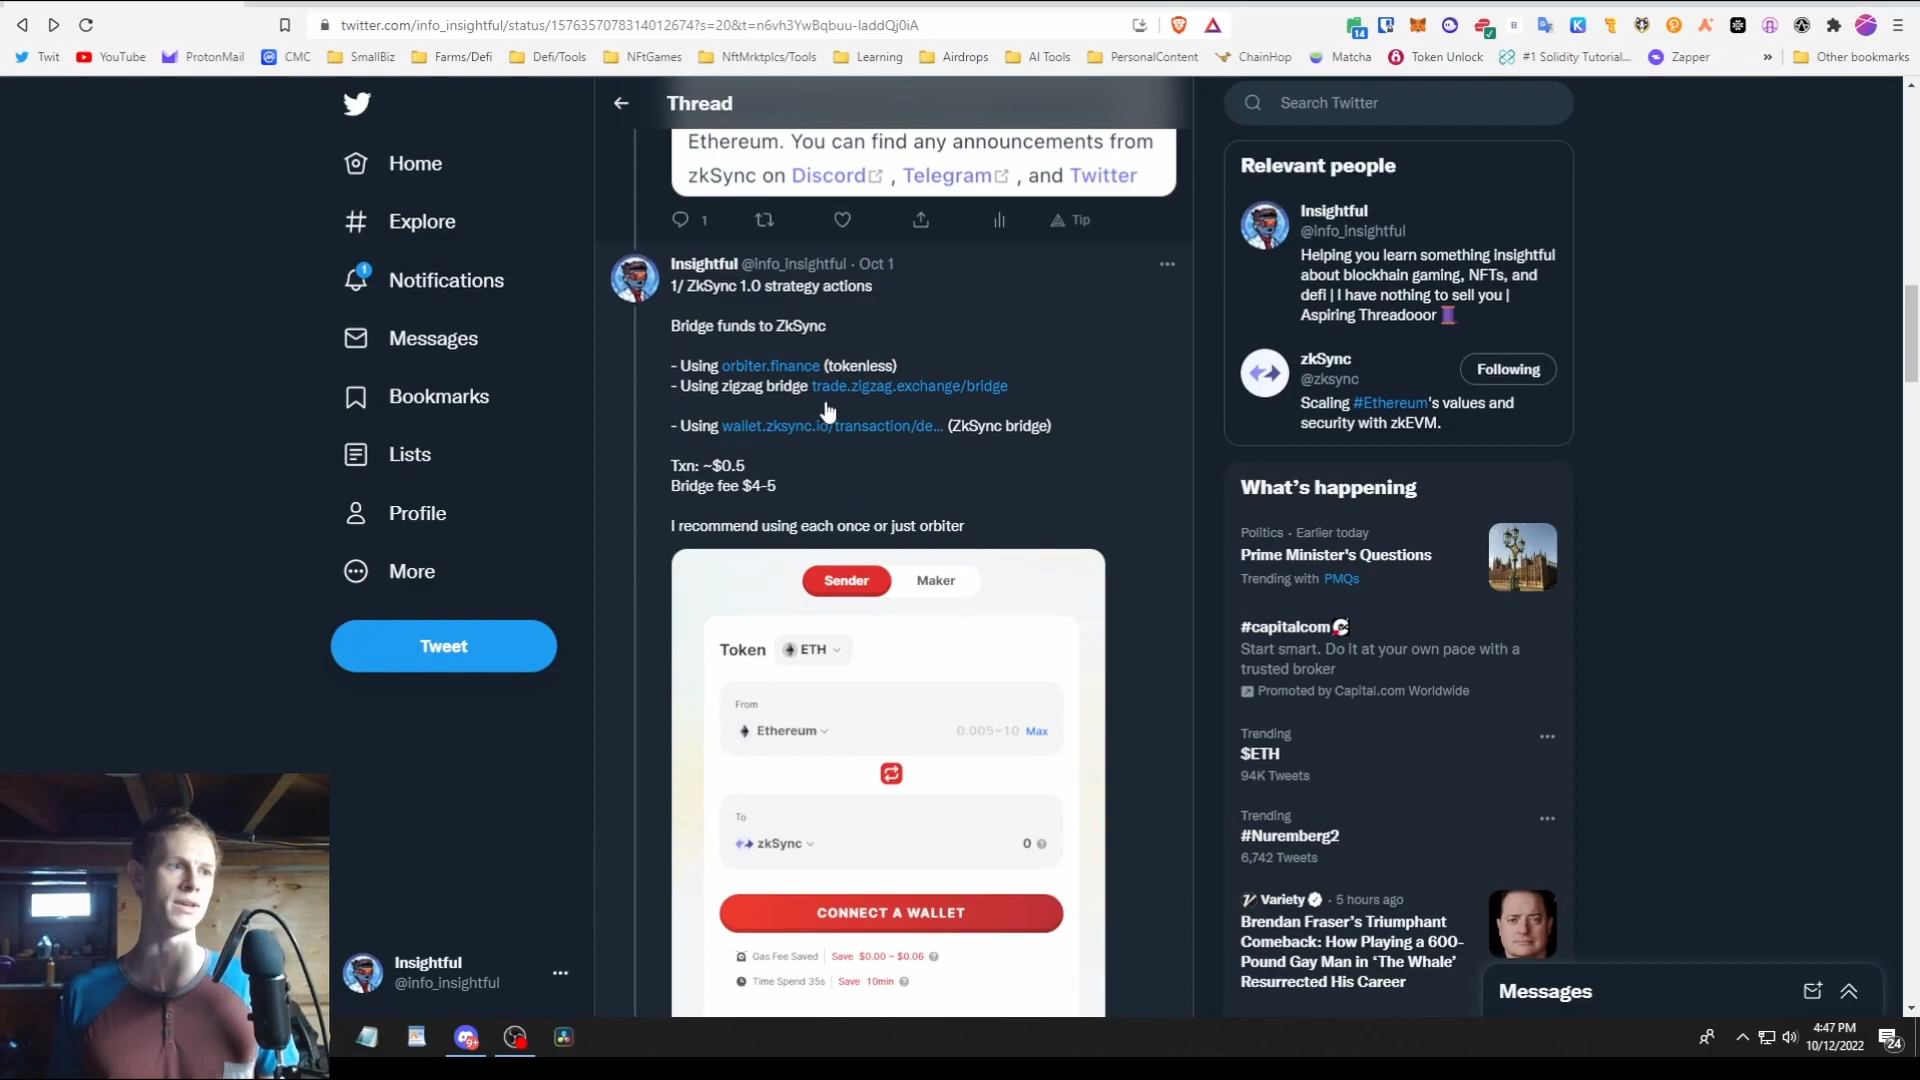 twitter.com/info_insightful/status/1576357078314012674?s=20&t=n6vh3YwBqbuu-laddQj0iA
14
B
Twit
YouTube
ProtonMail
CMC
SmallBiz
Farms/Defi
Defi/Tools
NFtGames
NftMrktplcs/Tools
Learning
Airdrops
AI Tools
PersonalContent
ChainHop
Matcha
Token Unlock
#1 Solidity Tutorial...
Zapper
»
Other bookmarks
Home
Explore
1
Notifications
Messages
Bookmarks
Lists
Profile
More
Tweet
Insightful
@info_insightful
Thread
Ethereum. You can find any announcements from
zkSync on Discord , Telegram , and Twitter
1
Tip
Insightful @info_insightful · Oct 1
1/ ZkSync 1.0 strategy actions
Bridge funds to ZkSync
- Using orbiter.finance (tokenless)
- Using zigzag bridge trade.zigzag.exchange/bridge
- Using wallet.zksync.io/transaction/de... (ZkSync bridge)
Txn: ~$0.5
Bridge fee $4-5
I recommend using each once or just orbiter
Sender
Maker
Token
ETH
From
Ethereum
0.005~10
Max
To
zkSync
0
CONNECT A WALLET
Gas Fee Saved | Save $0.00 ~ $0.06
Time Spend 35s | Save 10min
Search Twitter
Relevant people
Insightful
@info_insightful
Helping you learn something insightful
about blockhain gaming, NFTs, and
defi | I have nothing to sell you |
Aspiring Threadooor
zkSync
@zksync
Following
Scaling #Ethereum's values and
security with zkEVM.
What's happening
Politics · Earlier today
Prime Minister's Questions
Trending with PMQs
#capitalcom
Start smart. Do it at your own pace with a
trusted broker
Promoted by Capital.com Worldwide
Trending
$ETH
94K Tweets
Trending
#Nuremberg2
6,742 Tweets
Variety · 5 hours ago
Brendan Fraser's Triumphant
Comeback: How Playing a 600-
Pound Gay Man in 'The Whale'
Resurrected His Career
Messages
9+
4:47 PM
10/12/2022
24